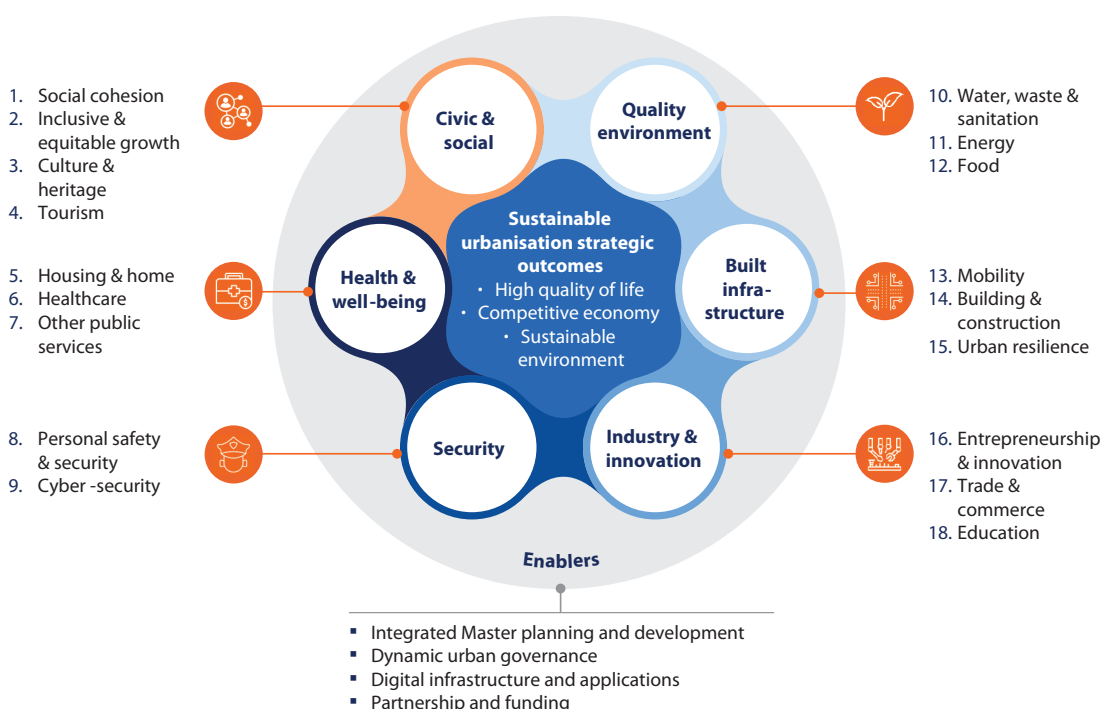 1. Social cohesion
2. Inclusive &
equitable growth
3. Culture &
heritage
4. Tourism
5. Housing & home
6. Healthcare
7. Other public
services
8. Personal safety
& security
9. Cyber -security
Civic &
social
Quality
environment
Health &
well-being
Sustainable
urbanisation strategic
outcomes
• High quality of life
• Competitive economy
• Sustainable
environment
Built
infra-
structure
Security
Industry &
innovation
Enablers
10. Water, waste &
sanitation
11. Energy
12. Food
13. Mobility
14. Building &
construction
15. Urban resilience
16. Entrepreneurship
& innovation
17. Trade &
commerce
18. Education
▪ Integrated Master planning and development
▪ Dynamic urban governance
▪ Digital infrastructure and applications
▪ Partnership and funding